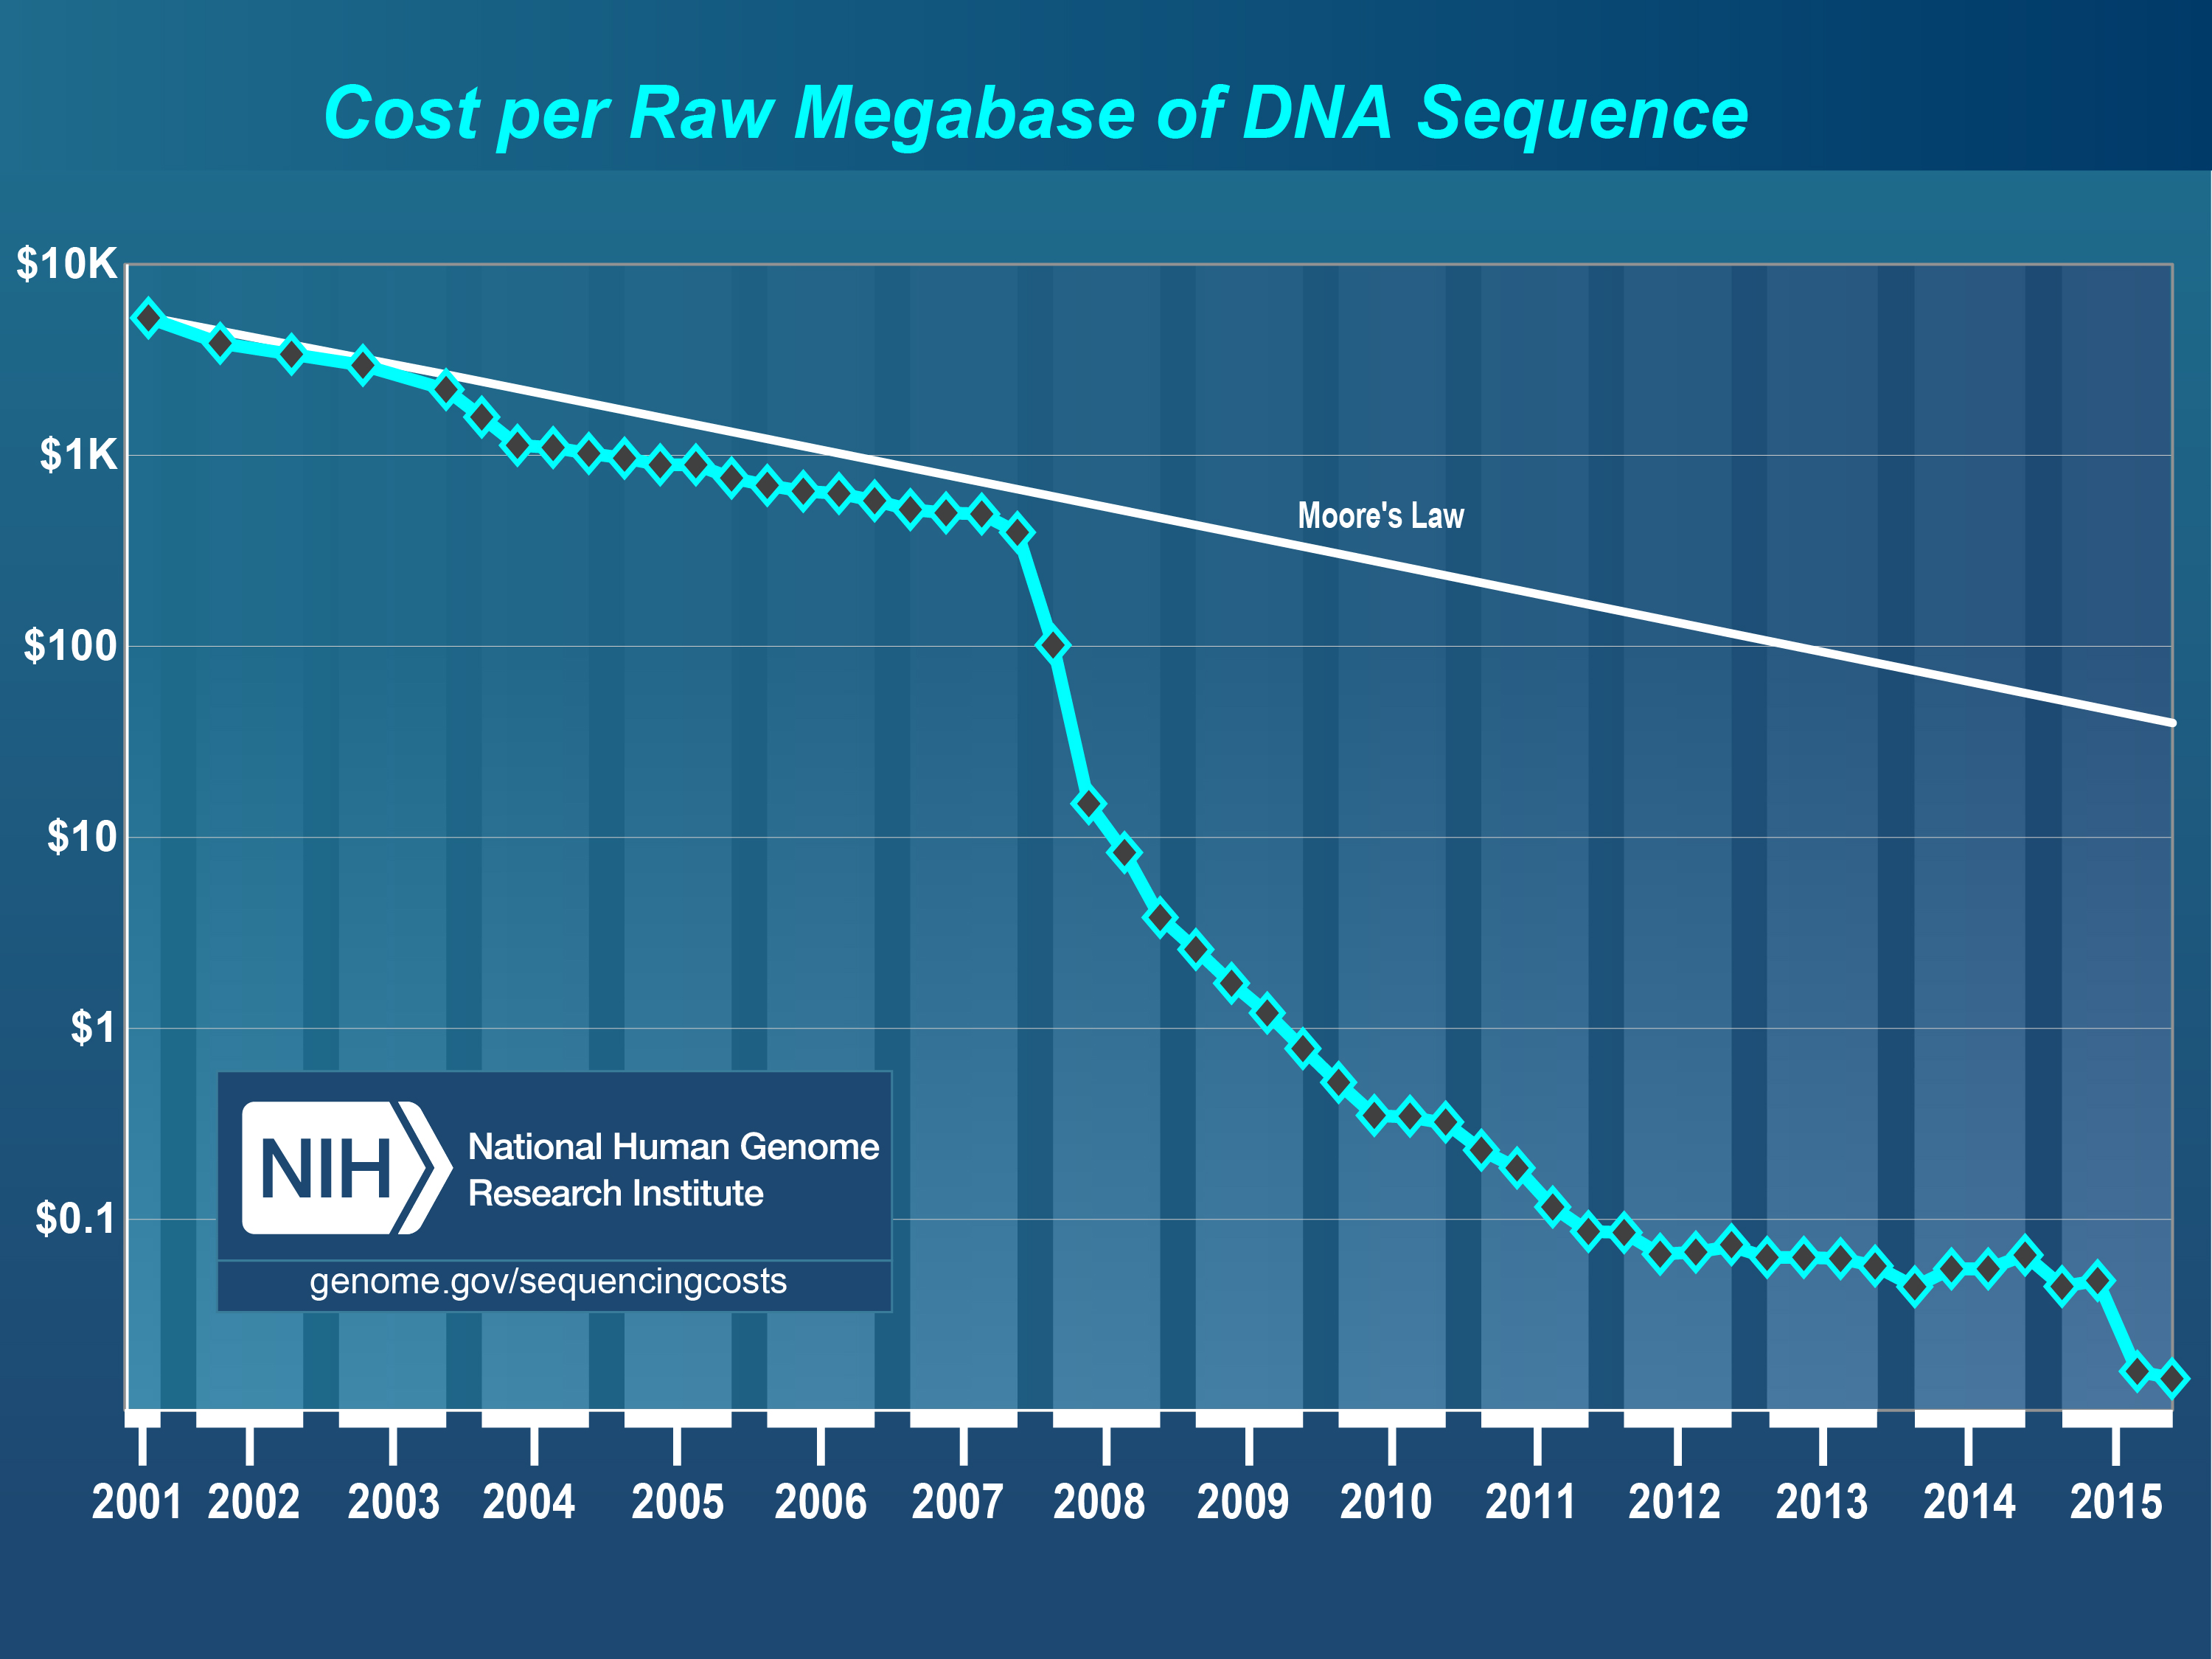 Cost per Raw Megabase of DNA Sequence
$10K
$1K
$100
$10
$1
$0.1
Moore's Law
NIH
National Human Genome
Research Institute
genome.gov/sequencingcosts
2001 2002 2003 2004 2005 2006 2007 2008 2009 2010 2011 2012 2013 2014 2015